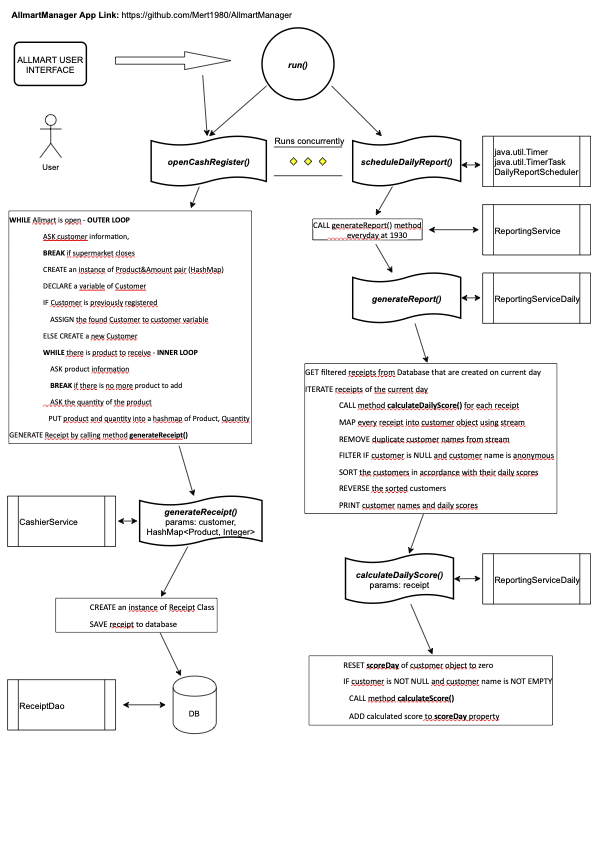 AllmartManager App Link: https://github.com/Mert1980/AllmartManager
ALLMART USER
INTERFACE
run()
User
openCashRegister()
Runs concurrently
scheduleDailyReport()
java.util.Timer
java.util.TimerTask
DailyReportScheduler
WHILE Allmart is open - OUTER LOOP
ASK customer information,
BREAK if supermarket closes
CREATE an instance of Product&Amount pair (HashMap)
DECLARE a variable of Customer
IF Customer is previously registered
ASSIGN the found Customer to customer variable
ELSE CREATE a new Customer
WHILE there is product to receive - INNER LOOP
ASK product information
BREAK if there is no more product to add
ASK the quantity of the product
PUT product and quantity into a hashmap of Product, Quantity
GENERATE Receipt by calling method generateReceipt()
CALL generateReport() method
everyday at 1930
ReportingService
generateReport()
ReportingServiceDaily
GET filtered receipts from Database that are created on current day
ITERATE receipts of the current day
CALL method calculateDailyScore() for each receipt
MAP every receipt into customer object using stream
REMOVE duplicate customer names from stream
FILTER IF customer is NULL and customer name is anonymous
SORT the customers in accordance with their daily scores
REVERSE the sorted customers
PRINT customer names and daily scores
CashierService
generateReceipt()
params: customer,
HashMap<Product, Integer>
calculateDailyScore()
params: receipt
ReportingServiceDaily
CREATE an instance of Receipt Class
SAVE receipt to database
RESET scoreDay of customer object to zero
IF customer is NOT NULL and customer name is NOT EMPTY
CALL method calculateScore()
ADD calculated score to scoreDay property
ReceiptDao
DB